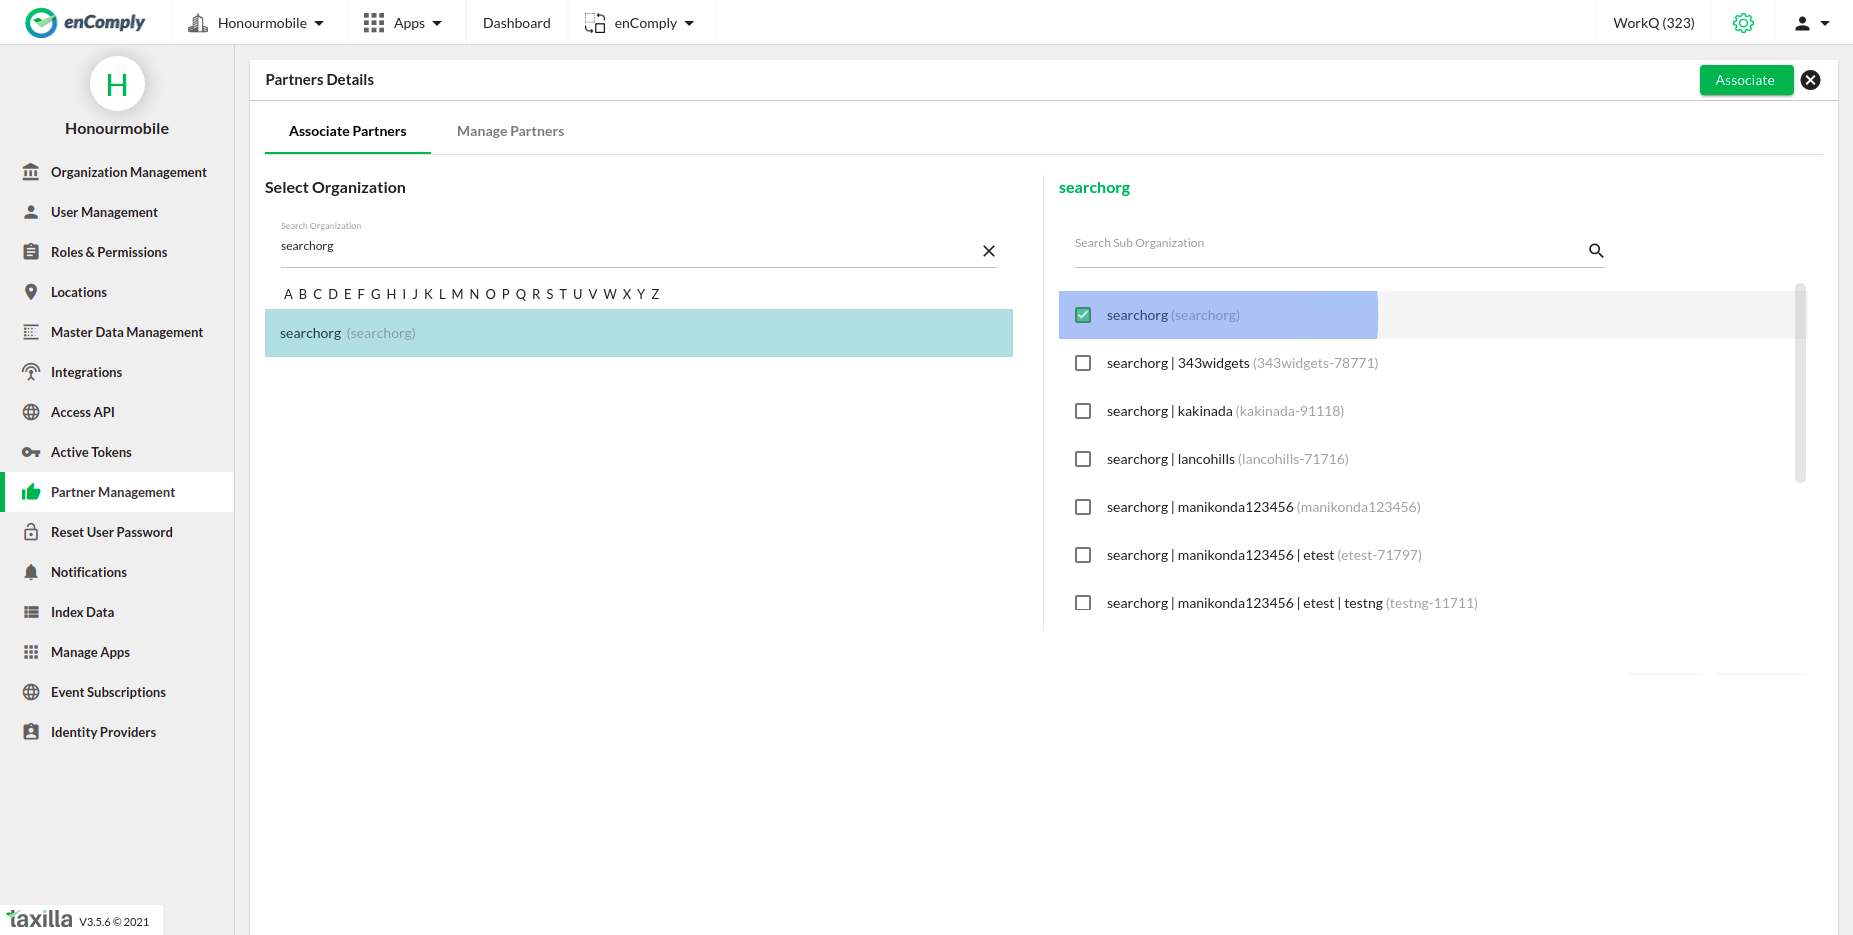 enComply Honourmobile Apps Dashboard enComply WorkQ (323)
H
Honourmobile
Organization Management
User Management
Roles & Permissions
Locations
Master Data Management
Integrations
Access API
Active Tokens
Partner Management
Reset User Password
Notifications
Index Data
Manage Apps
Event Subscriptions
Identity Providers
taxilla V3.5.6 © 2021
Partners Details Associate
Associate Partners Manage Partners
Select Organization
Search Organization
searchorg
A B C D E F G H I J K L M N O P Q R S T U V W X Y Z
searchorg (searchorg)
searchorg
Search Sub Organization
searchorg (searchorg)
searchorg | 343widgets (343widgets-78771)
searchorg | kakinada (kakinada-91118)
searchorg | lancohills (lancohills-71716)
searchorg | manikonda123456 (manikonda123456)
searchorg | manikonda123456 | etest (etest-71797)
searchorg | manikonda123456 | etest | testng (testng-11711)